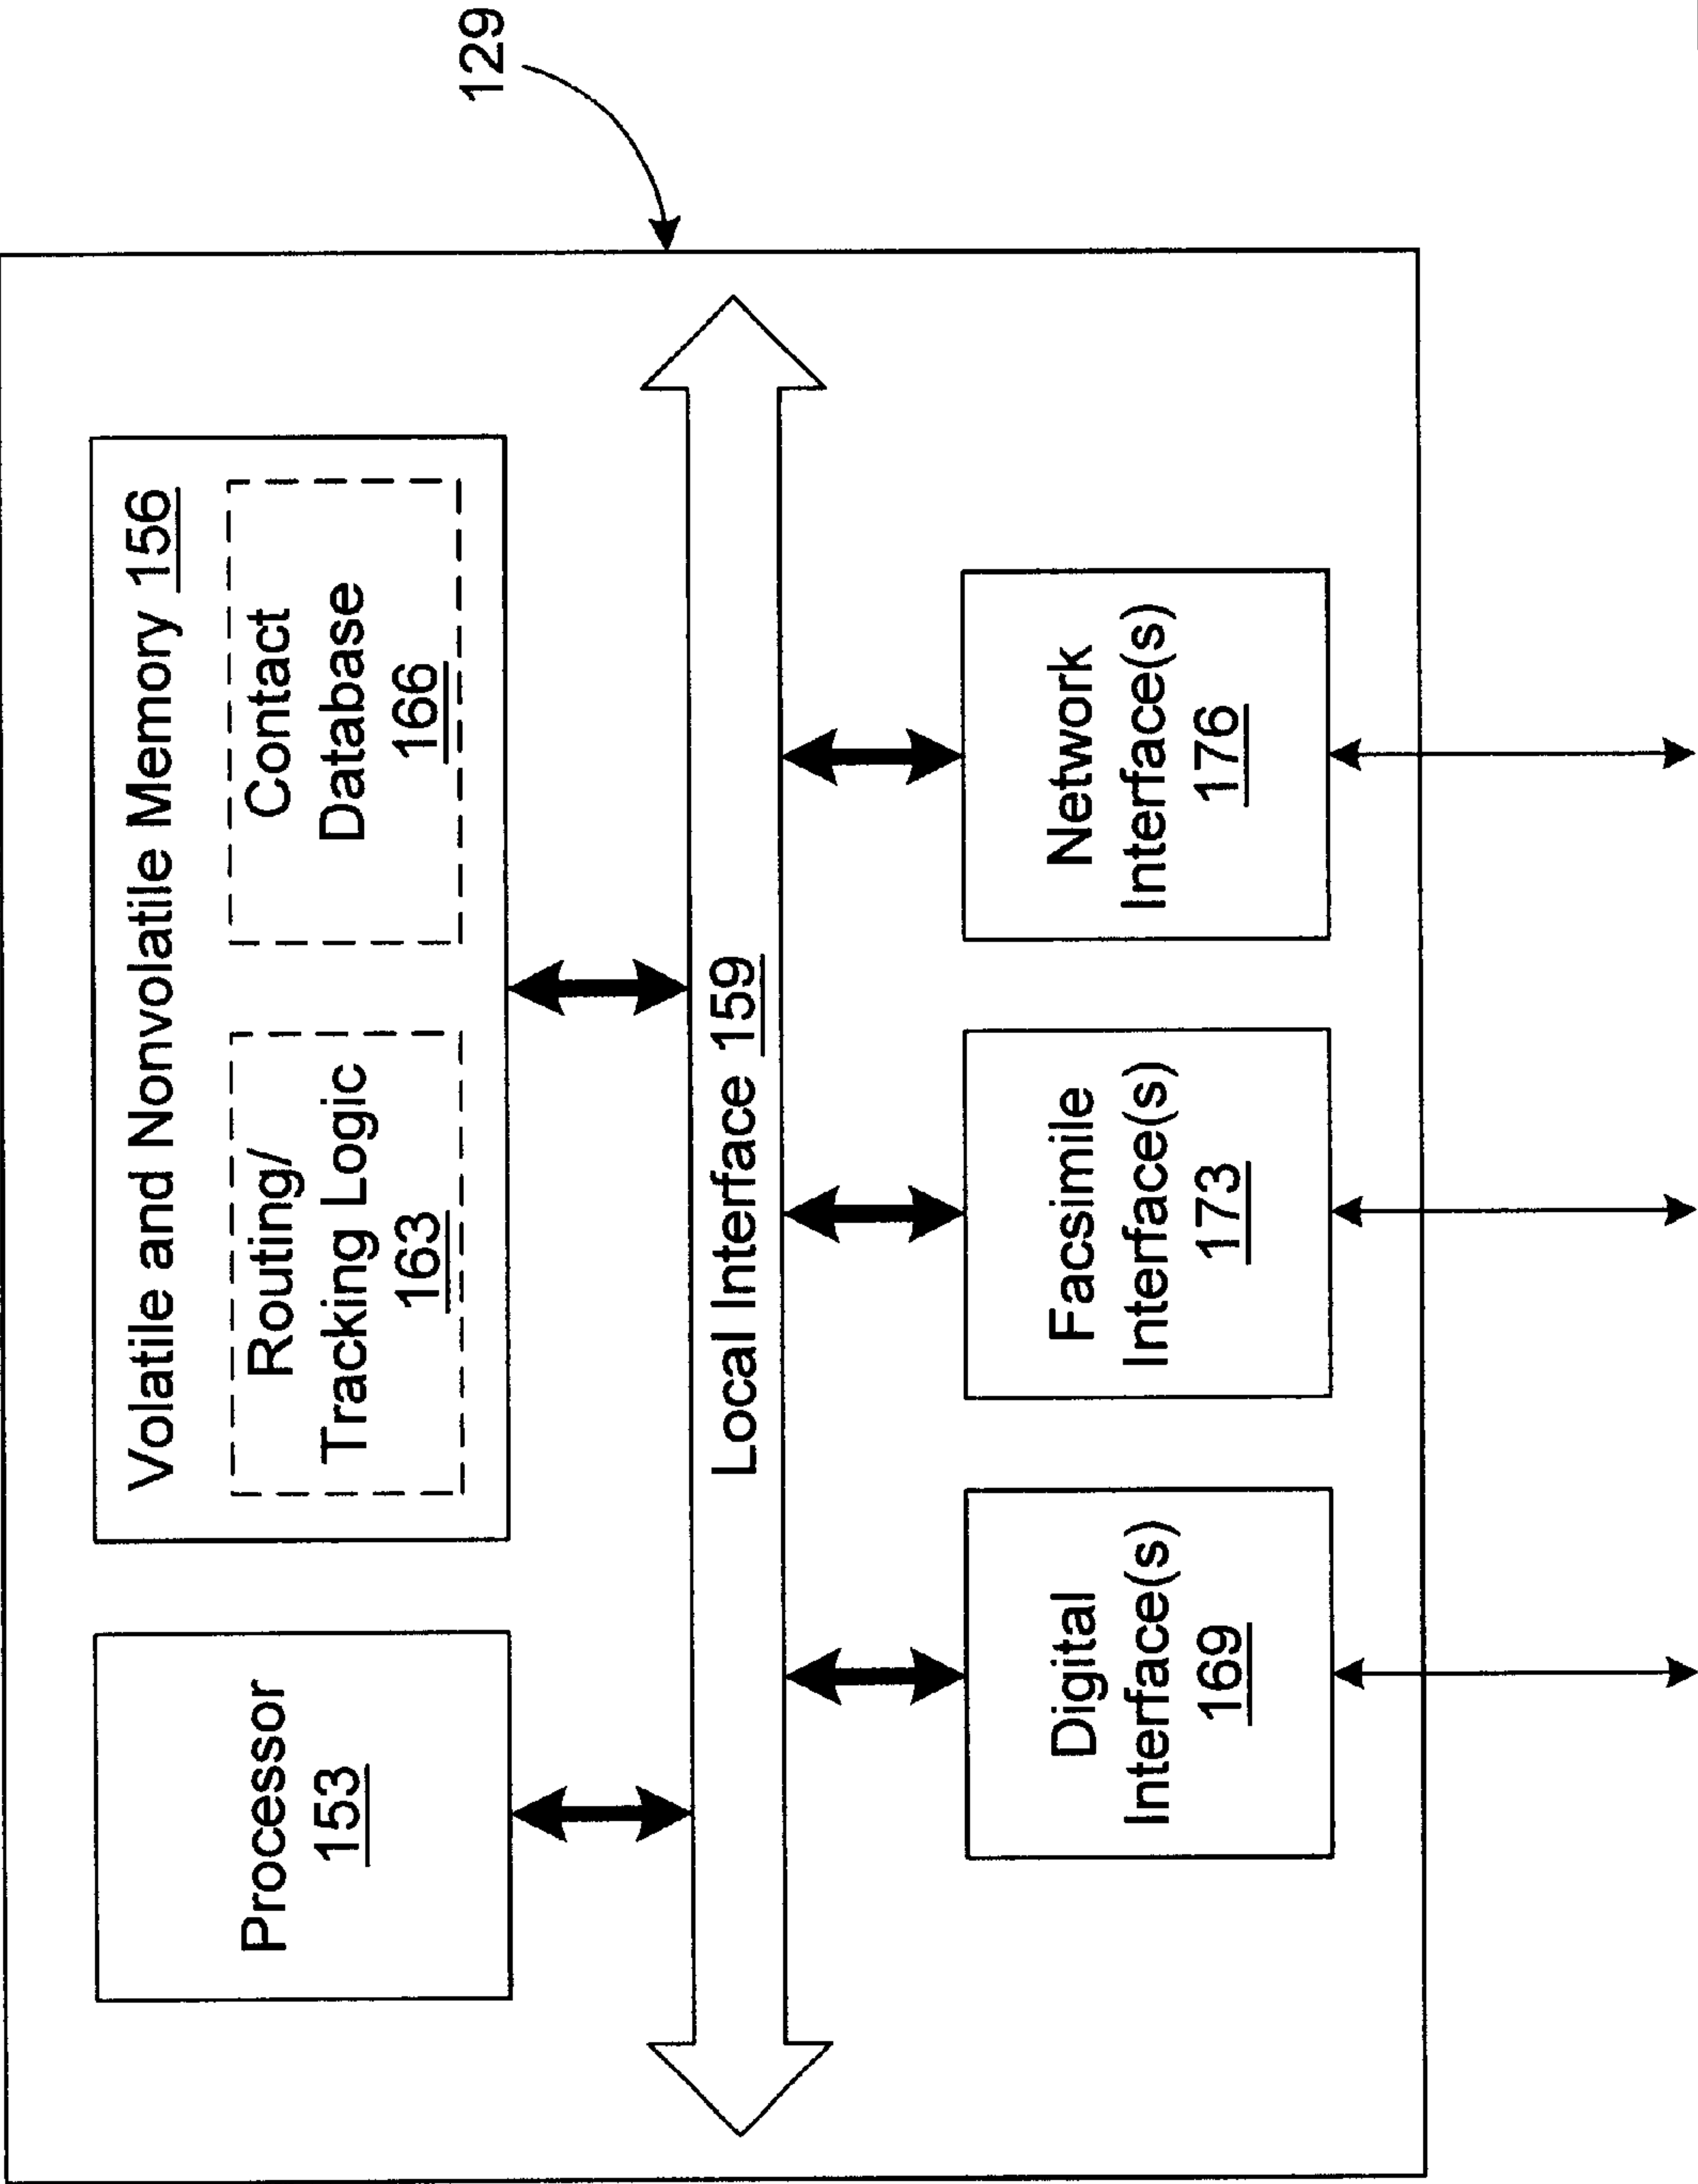 129
Processor
153
Volatile and Nonvolatile Memory 156
Routing/
Tracking Logic
163
Contact
Database
166
Local Interface 159
Digital
Interface(s)
169
Facsimile
Interface(s)
173
Network
Interface(s)
176